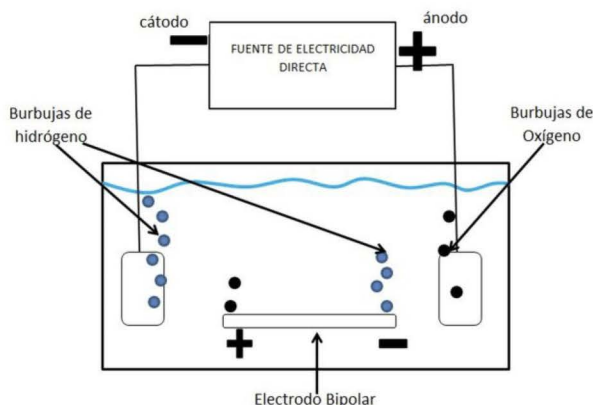 cátodo
ánodo
FUENTE DE ELECTRICIDAD
DIRECTA
Burbujas de
hidrógeno
Burbujas de
Oxígeno
Electrodo Bipolar